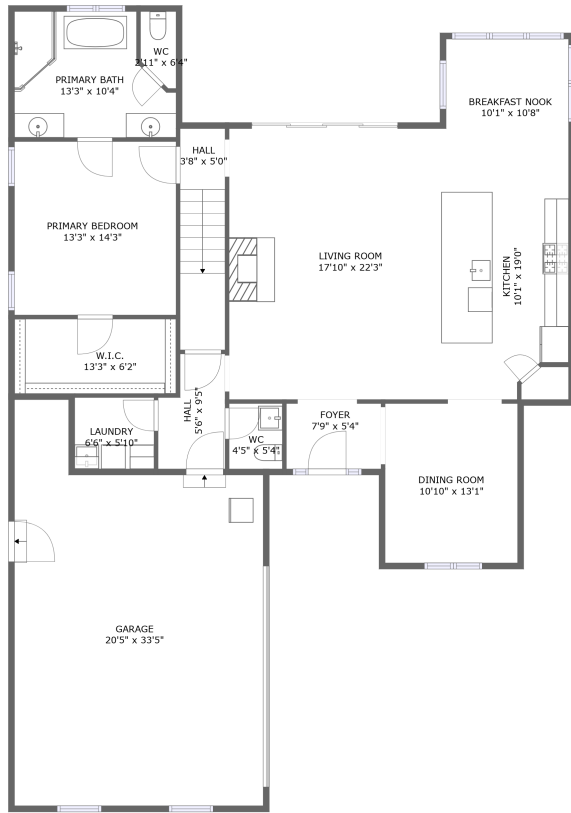 WC
2'11" x 6'4"
PRIMARY BATH
13'3" x 10'4"
BREAKFAST NOOK
10'1" x 10'8"
HALL
3'8" x 5'0"
PRIMARY BEDROOM
13'3" x 14'3"
LIVING ROOM
17'10" x 22'3"
KITCHEN
10'1" x 19'0"
W.I.C.
13'3" x 6'2"
HALL
5'6" x 9'5"
LAUNDRY
6'6" x 5'10"
WC
4'5" x 5'4"
FOYER
7'9" x 5'4"
DINING ROOM
10'10" x 13'1"
GARAGE
20'5" x 33'5"